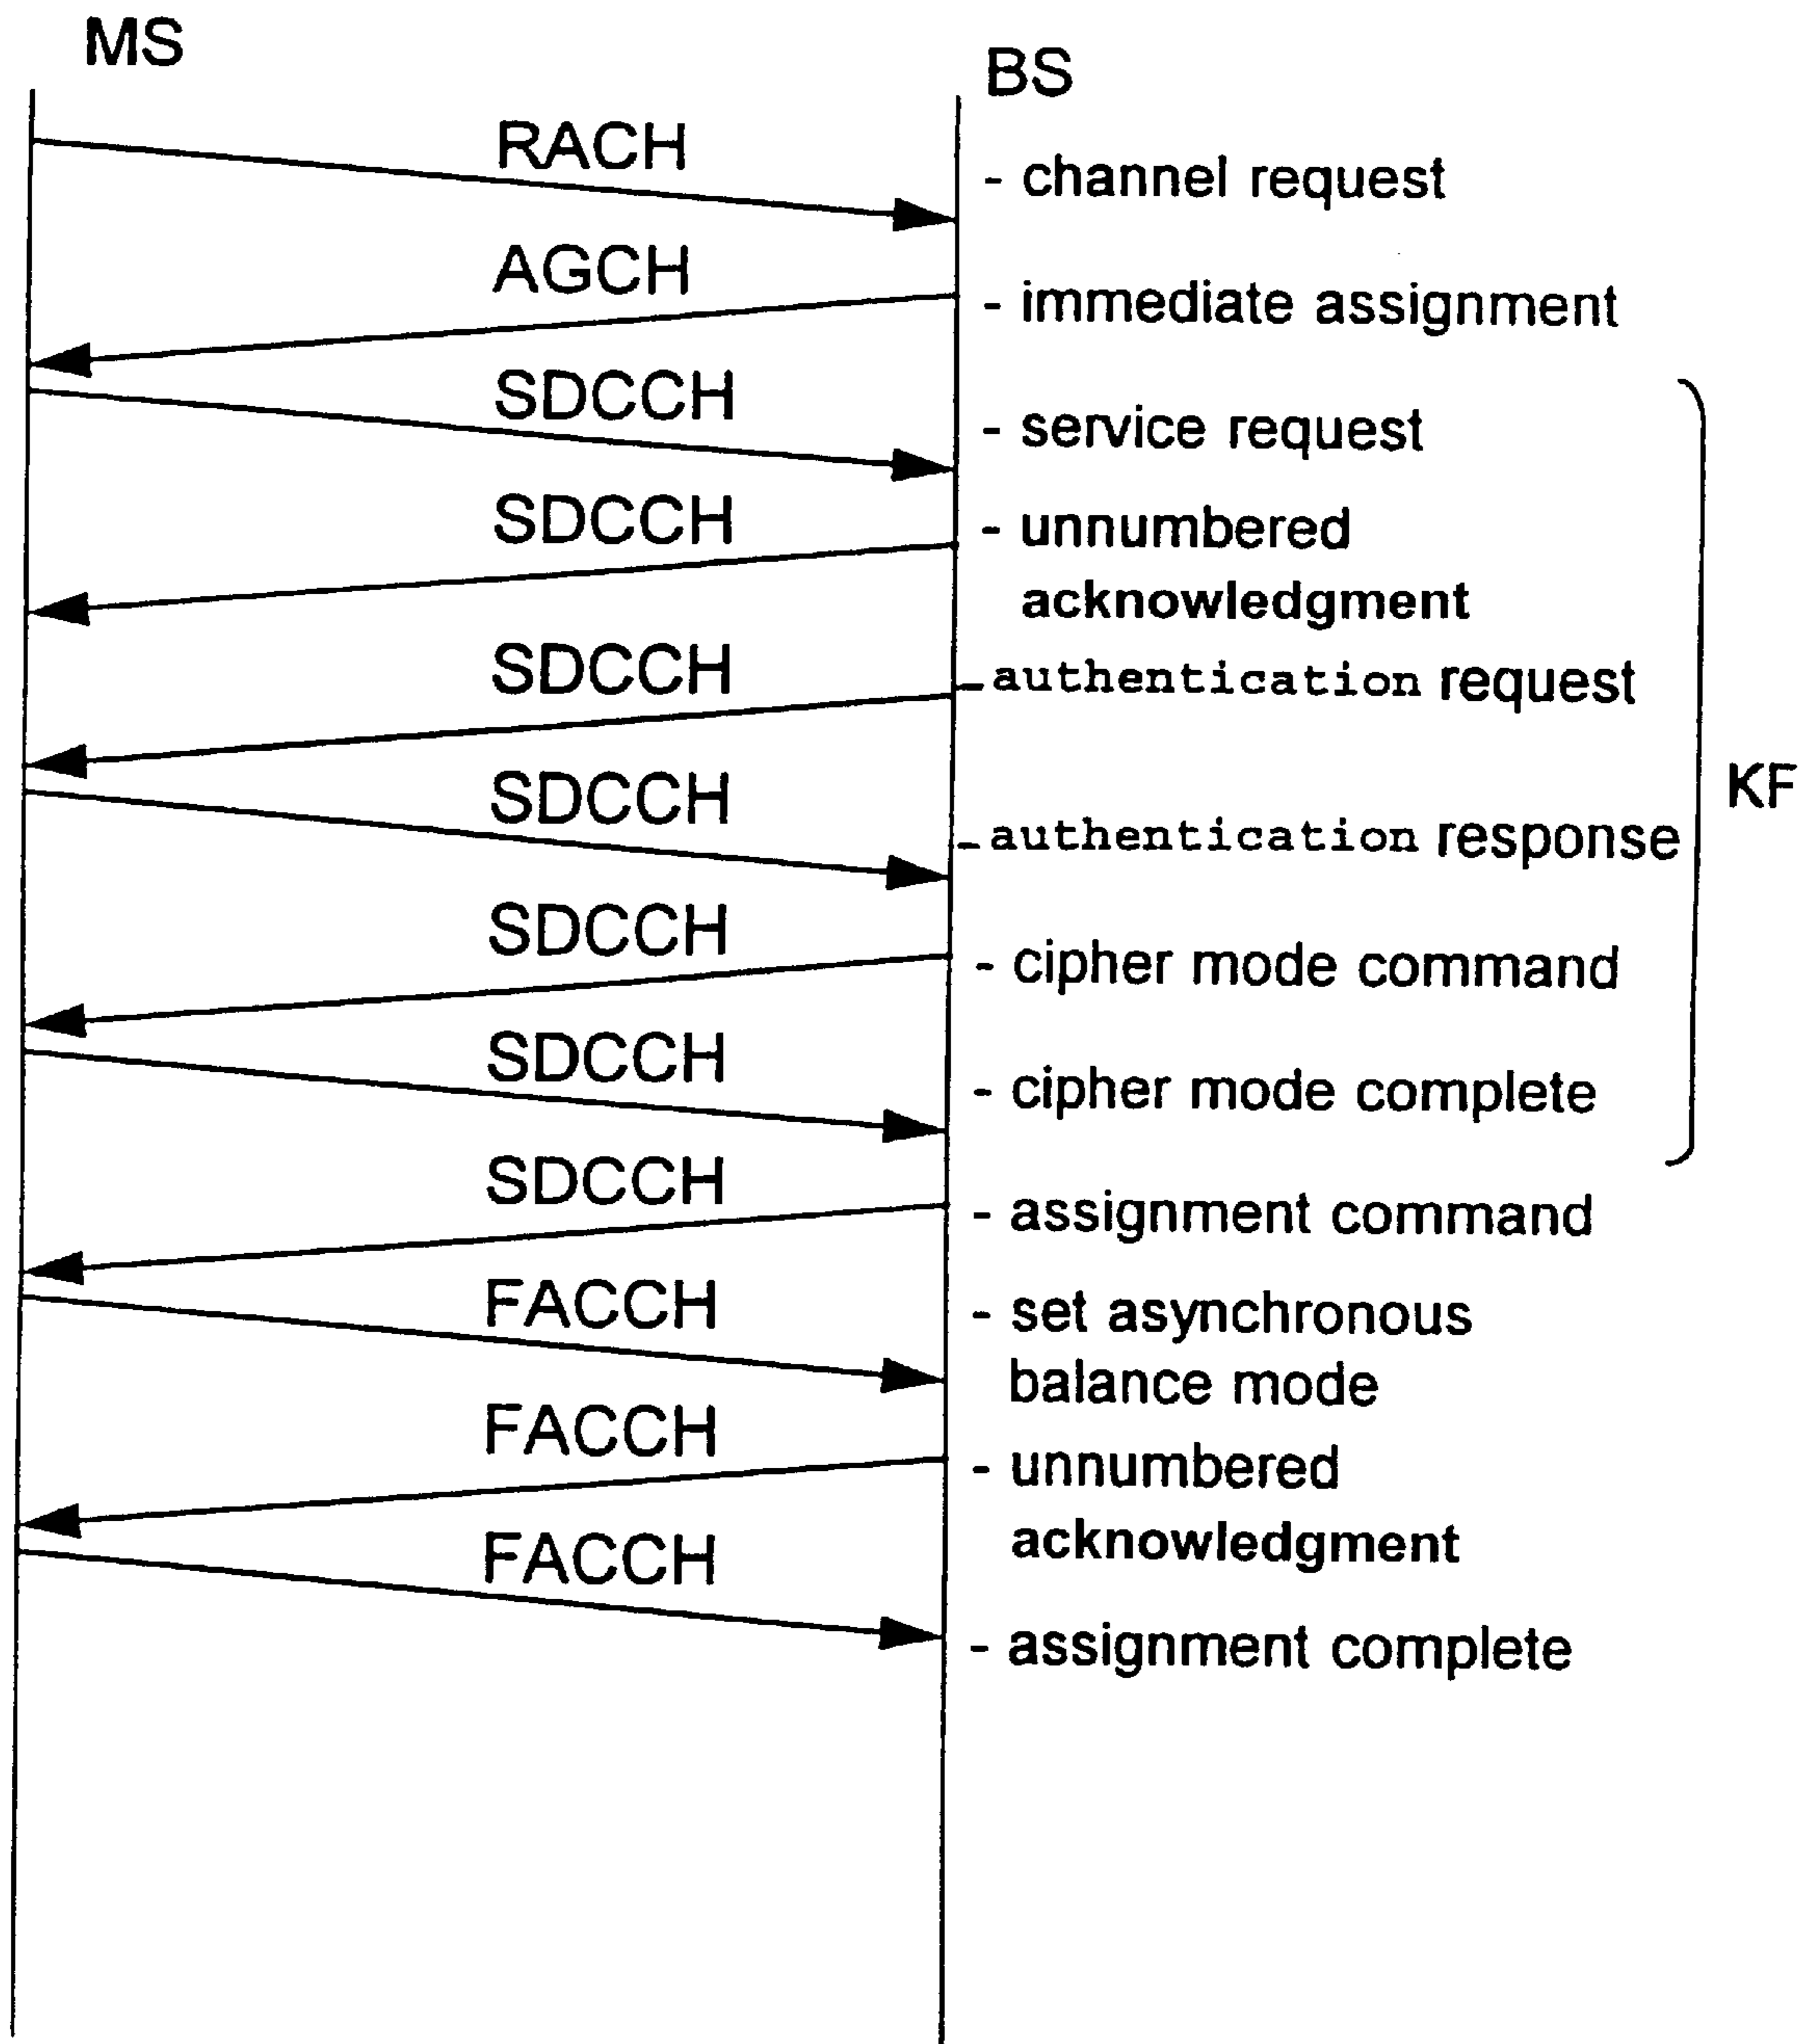 MS
BS
RACH
- channel request
AGCH
- immediate assignment
SDCCH
- service request
SDCCH
- unnumbered
acknowledgment
SDCCH
- authentication request
KF
SDCCH
- authentication response
SDCCH
- cipher mode command
SDCCH
- cipher mode complete
SDCCH
- assignment command
FACCH
- set asynchronous
balance mode
FACCH
- unnumbered
acknowledgment
FACCH
- assignment complete